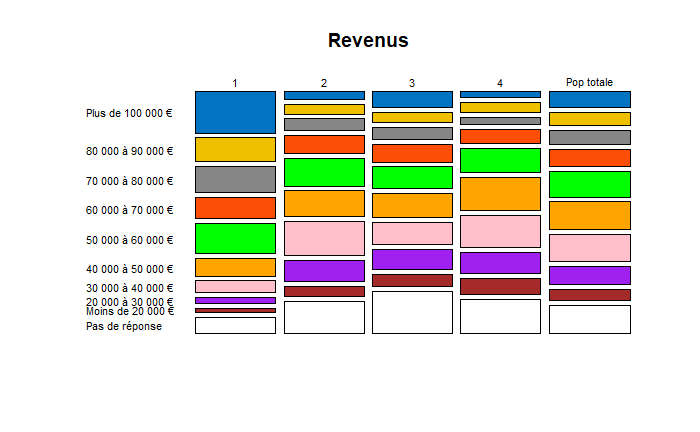 Revenus
1 2 3 4 Pop totale
Plus de 100 000 €
80 000 à 90 000 €
70 000 à 80 000 €
60 000 à 70 000 €
50 000 à 60 000 €
40 000 à 50 000 €
30 000 à 40 000 €
20 000 à 30 000 €
Moins de 20 000 €
Pas de réponse